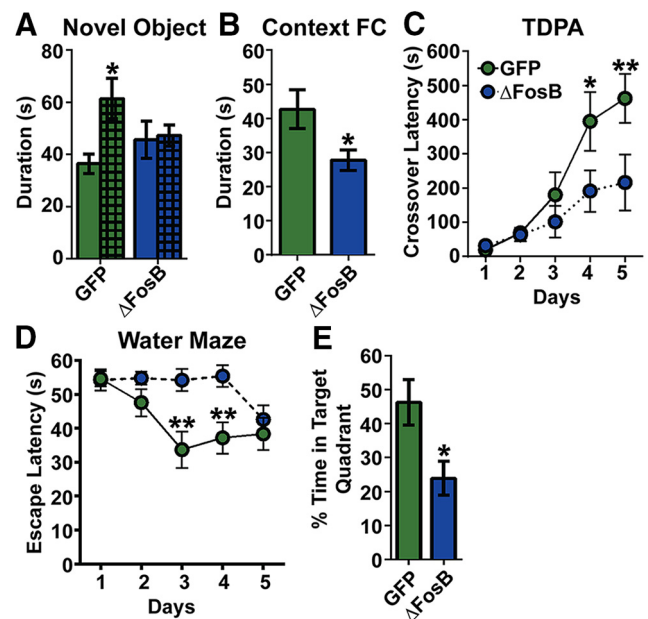 A Novel Object
Duration (s)
80
60
40
20
0
*
GFP
ΔFosB
B Context FC
Duration (s)
60
50
40
30
20
10
0
*
GFP
ΔFosB
C TDPA
Crossover Latency (s)
600
500
400
300
200
100
0
GFP
ΔFosB
*
**
1 2 3 4 5
Days
D Water Maze
Escape Latency (s)
60
50
40
30
20
10
0
**
**
1 2 3 4 5
Days
E
% Time in Target
Quadrant
60
50
40
30
20
10
0
*
GFP
ΔFosB